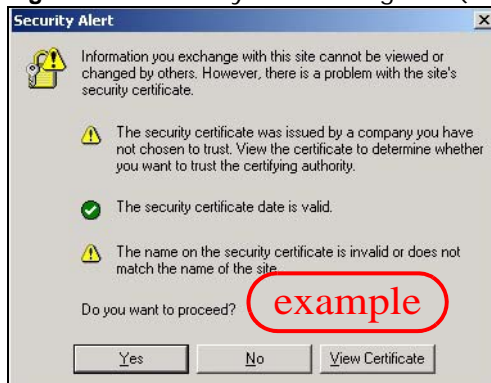 Security Alert
Information you exchange with this site cannot be viewed or
changed by others. However, there is a problem with the site's
security certificate.
The security certificate was issued by a company you have
not chosen to trust. View the certificate to determine whether
you want to trust the certifying authority.
The security certificate date is valid.
The name on the security certificate is invalid or does not
match the name of the site
Do you want to proceed?
example
Yes
No
View Certificate